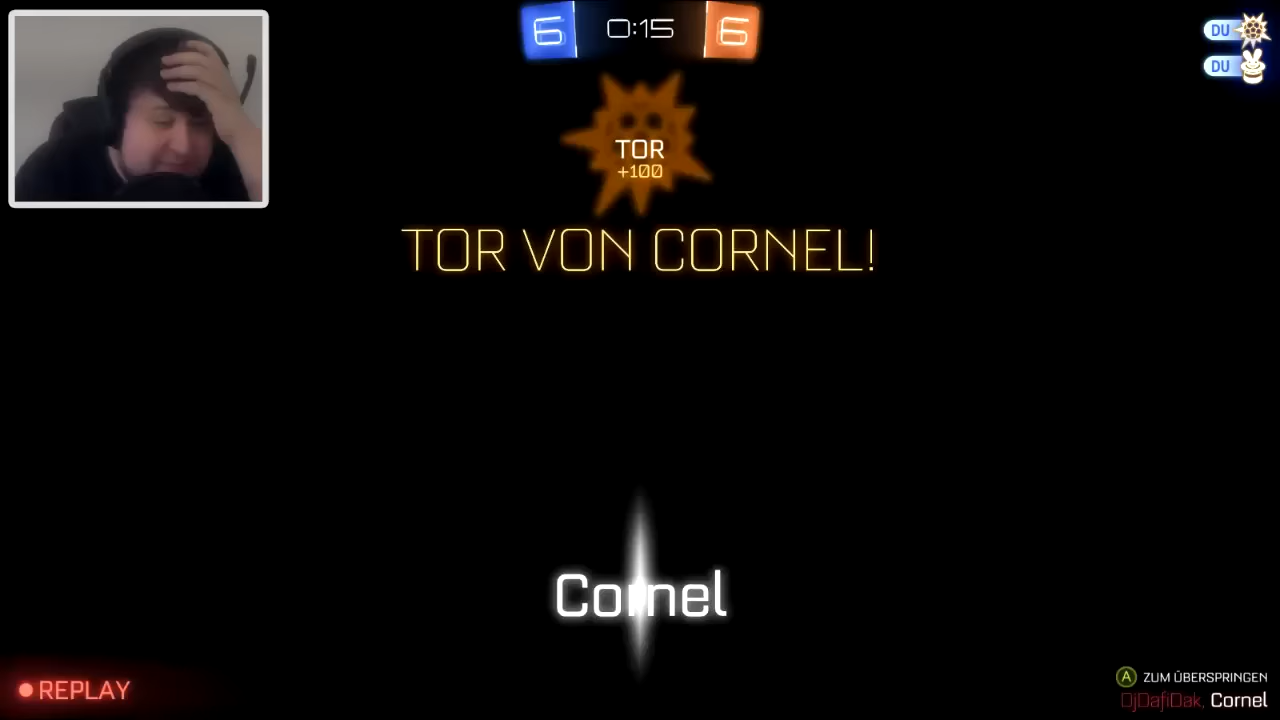 6 0:15 6
DU
DU
TOR
+100
TOR VON CORNEL!
Cornel
REPLAY
A ZUM ÜBERSPRINGEN
DjDafiDak, Cornel